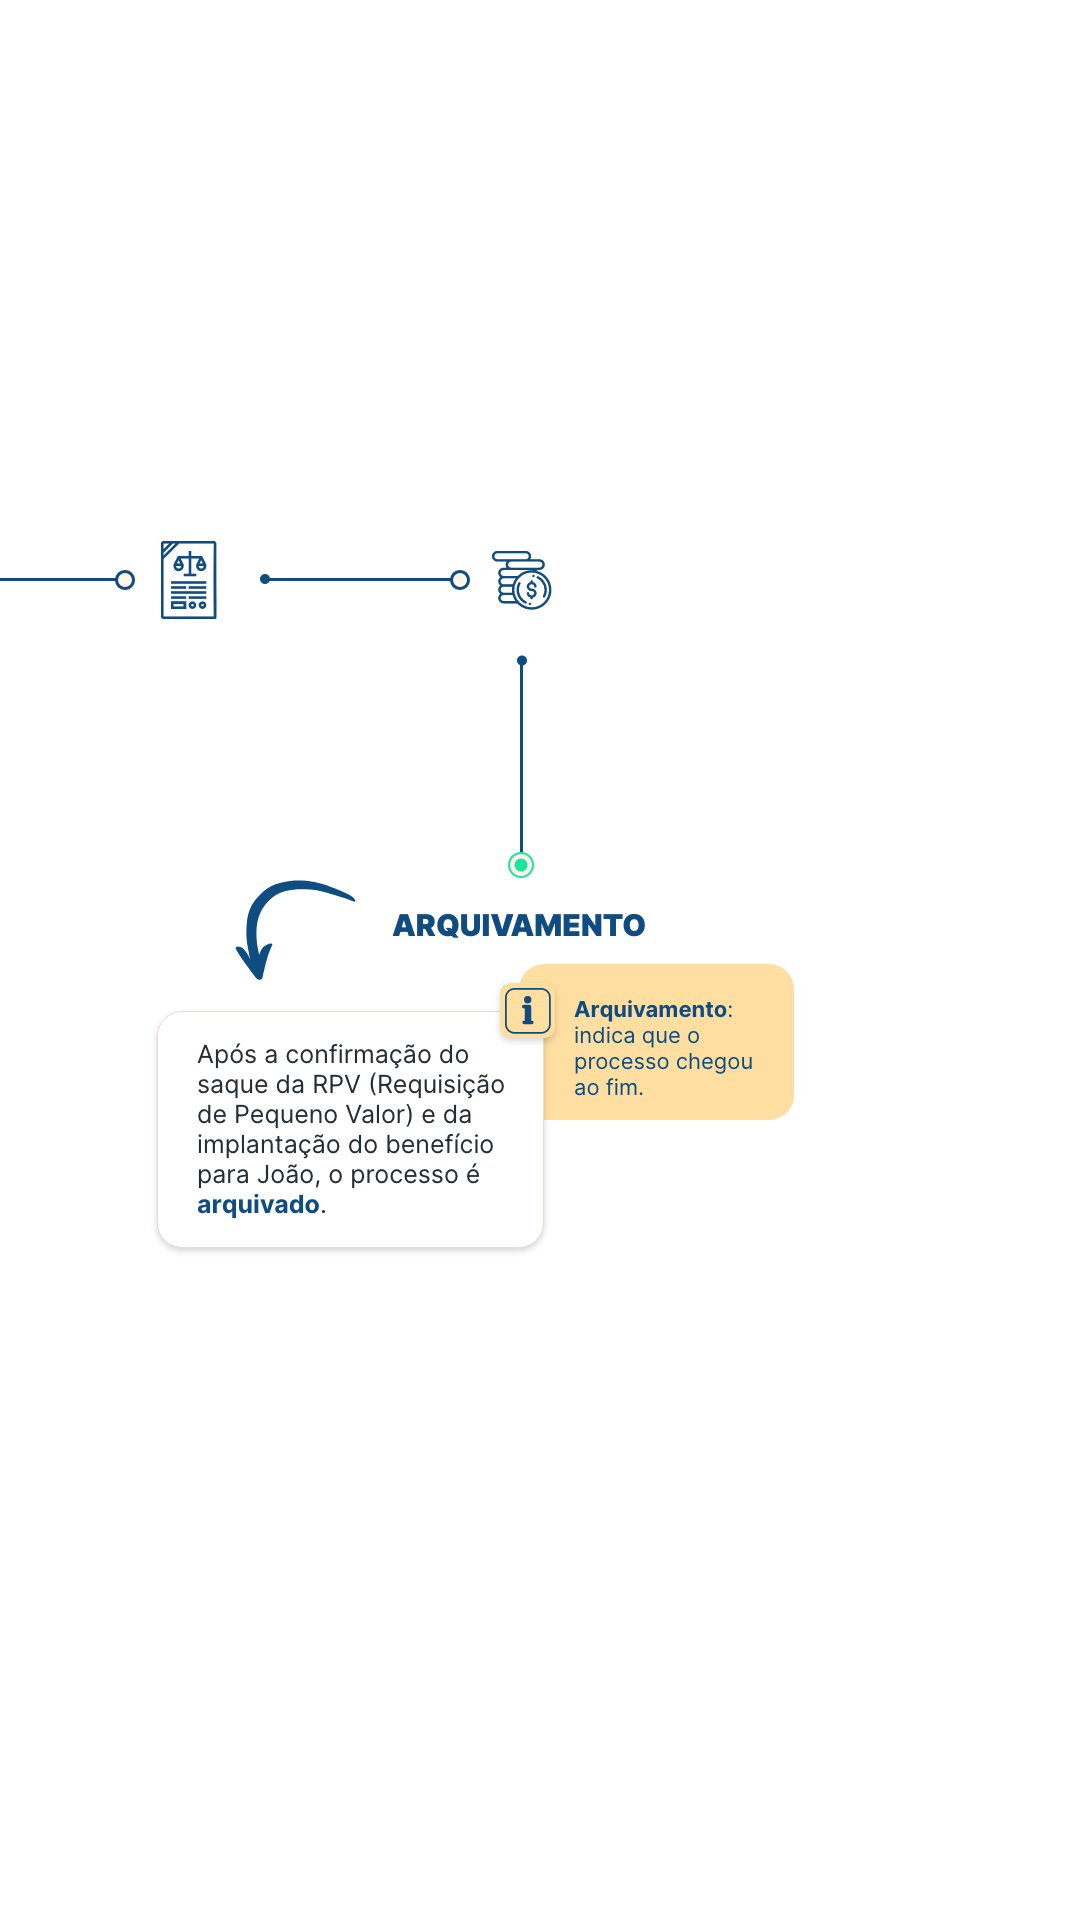 ARQUIVAMENTO
Arquivamento:
indica que o
processo chegou
ao fim.
Após a confirmação do
saque da RPV (Requisição
de Pequeno Valor) e da
implantação do benefício
para João, o processo é
arquivado.